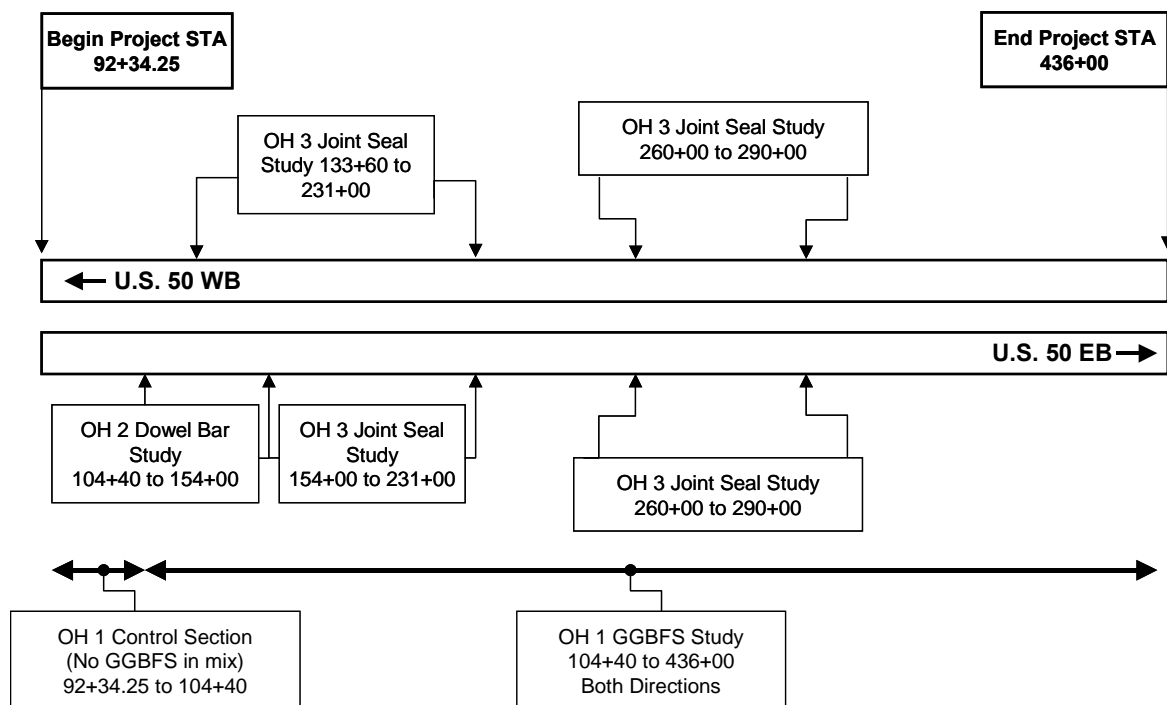 Begin Project STA
92+34.25
End Project STA
436+00
OH 3 Joint Seal
Study 133+60 to
231+00
OH 3 Joint Seal Study
260+00 to 290+00
U.S. 50 WB
U.S. 50 EB
OH 2 Dowel Bar
Study
104+40 to 154+00
OH 3 Joint Seal
Study
154+00 to 231+00
OH 3 Joint Seal Study
260+00 to 290+00
OH 1 Control Section
(No GGBFS in mix)
92+34.25 to 104+40
OH 1 GGBFS Study
104+40 to 436+00
Both Directions